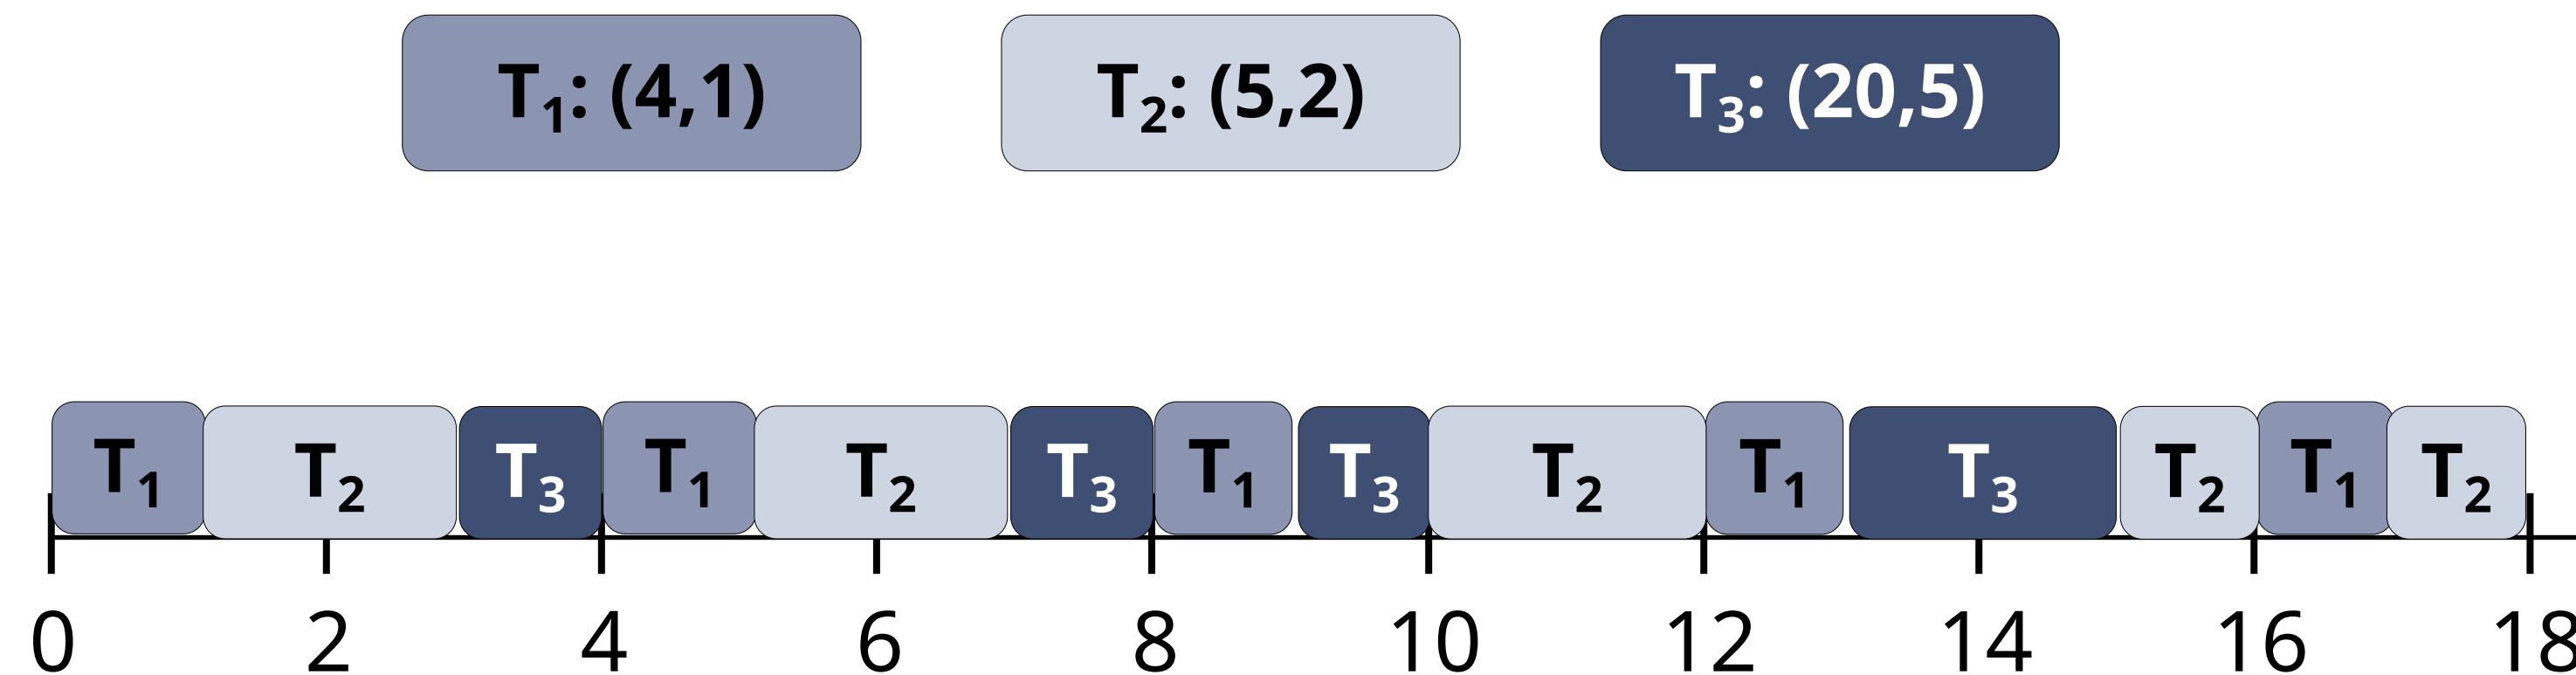 T₁: (4,1) T₂: (5,2) T₃: (20,5)
T₁ T₂ T₃ T₁ T₂ T₃ T₁ T₃ T₂ T₁ T₃ T₂ T₁ T₂
0 2 4 6 8 10 12 14 16 18